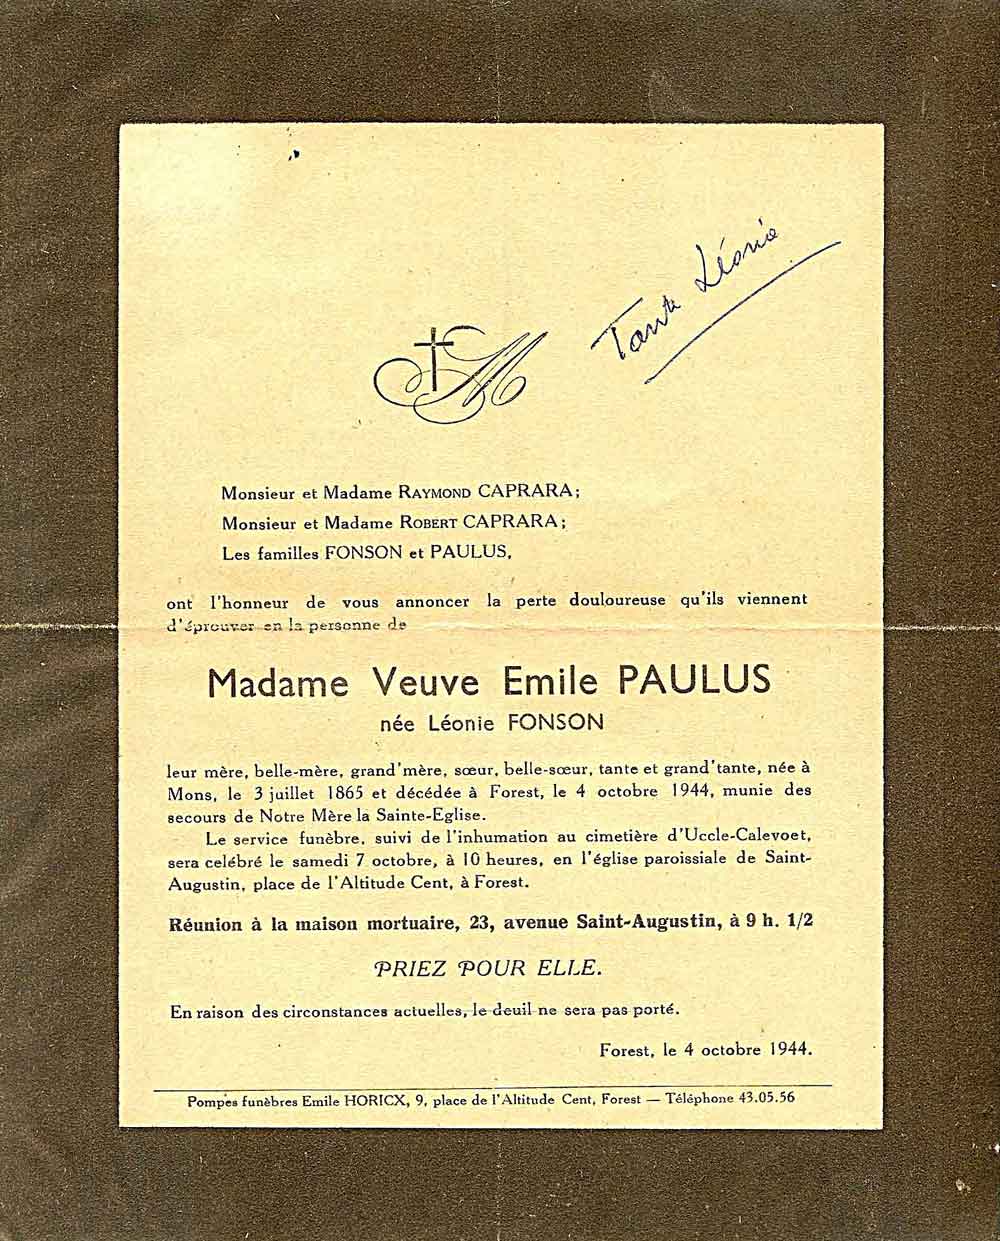 Tante Léonie
M
Monsieur et Madame RAYMOND CAPRARA;
Monsieur et Madame ROBERT CAPRARA;
Les familles FONSON et PAULUS,
ont l'honneur de vous annoncer la perte douloureuse qu'ils viennent
d'éprouver en la personne de
Madame Veuve Emile PAULUS
née Léonie FONSON
leur mère, belle-mère, grand'mère, sœur, belle-sœur, tante et grand'tante, née à
Mons, le 3 juillet 1865 et décédée à Forest, le 4 octobre 1944, munie des
secours de Notre Mère la Sainte-Eglise.
Le service funèbre, suivi de l'inhumation au cimetière d'Uccle-Calevoet,
sera celébré le samedi 7 octobre, à 10 heures, en l'église paroissiale de Saint-
Augustin, place de l'Altitude Cent, à Forest.
Réunion à la maison mortuaire, 23, avenue Saint-Augustin, à 9 h. 1/2
PRIEZ POUR ELLE.
En raison des circonstances actuelles, le deuil ne sera pas porté.
Forest, le 4 octobre 1944.
Pompes funèbres Emile HORICX, 9, place de l'Altitude Cent, Forest — Téléphone 43.05.56